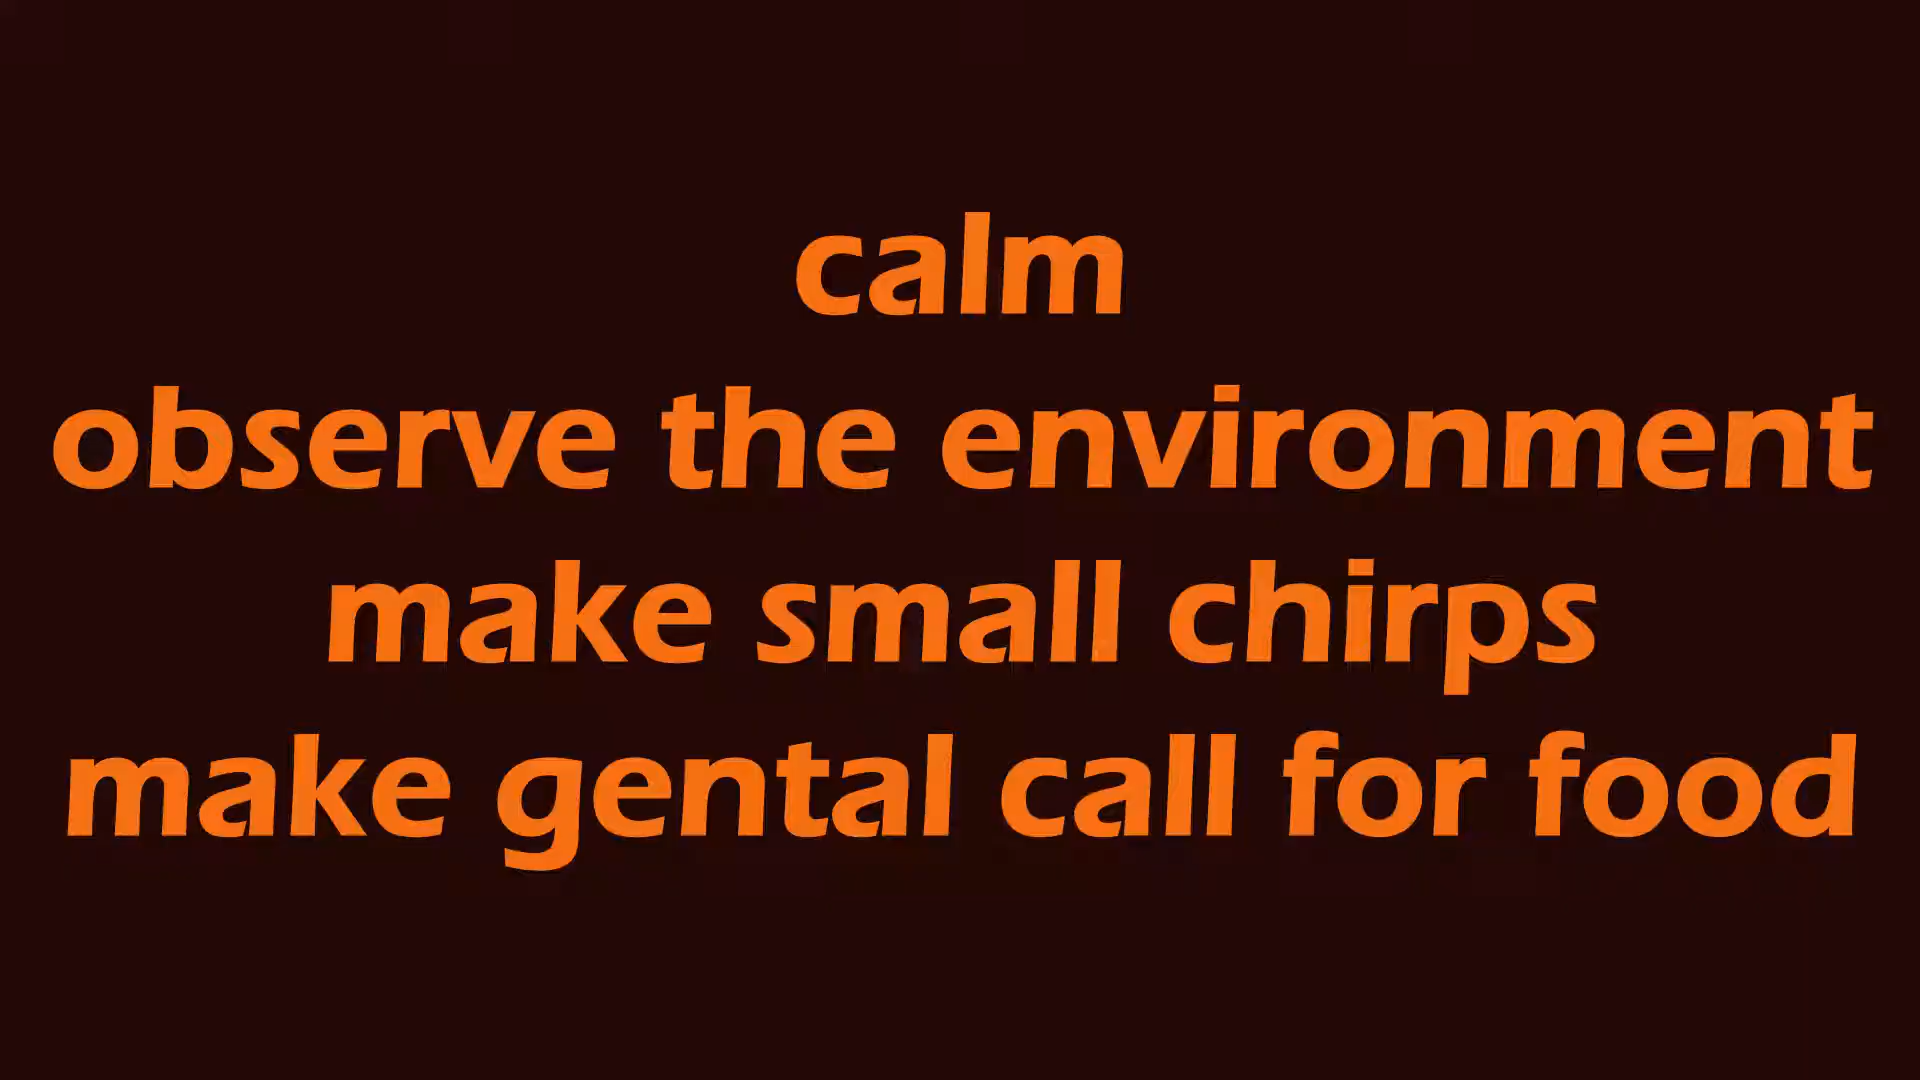 calm
observe the environment
make small chirps
make gental call for food